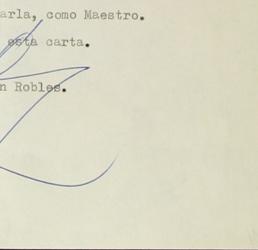 arla, como Maestro.
esta carta.
n Robles.